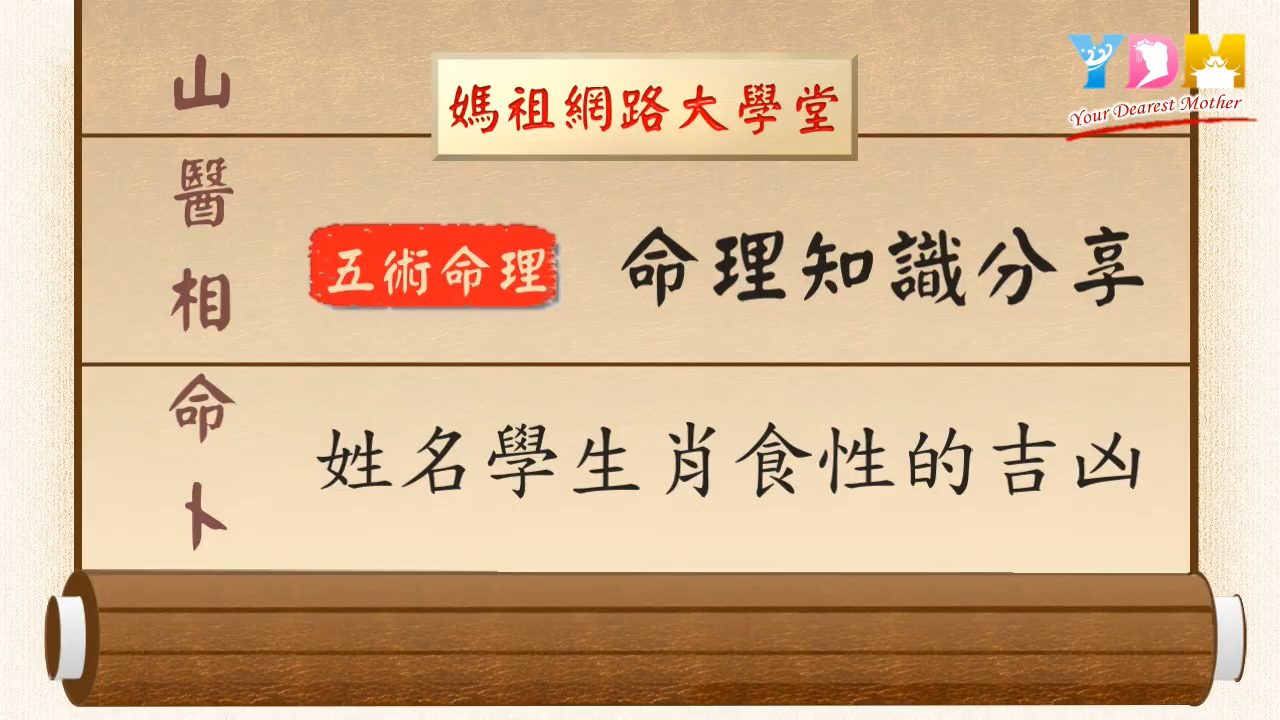 媽祖網路大學堂
YDM
Your Dearest Mother
山
醫
相
命
卜
五術命理
命理知識分享
姓名學生肖食性的吉凶